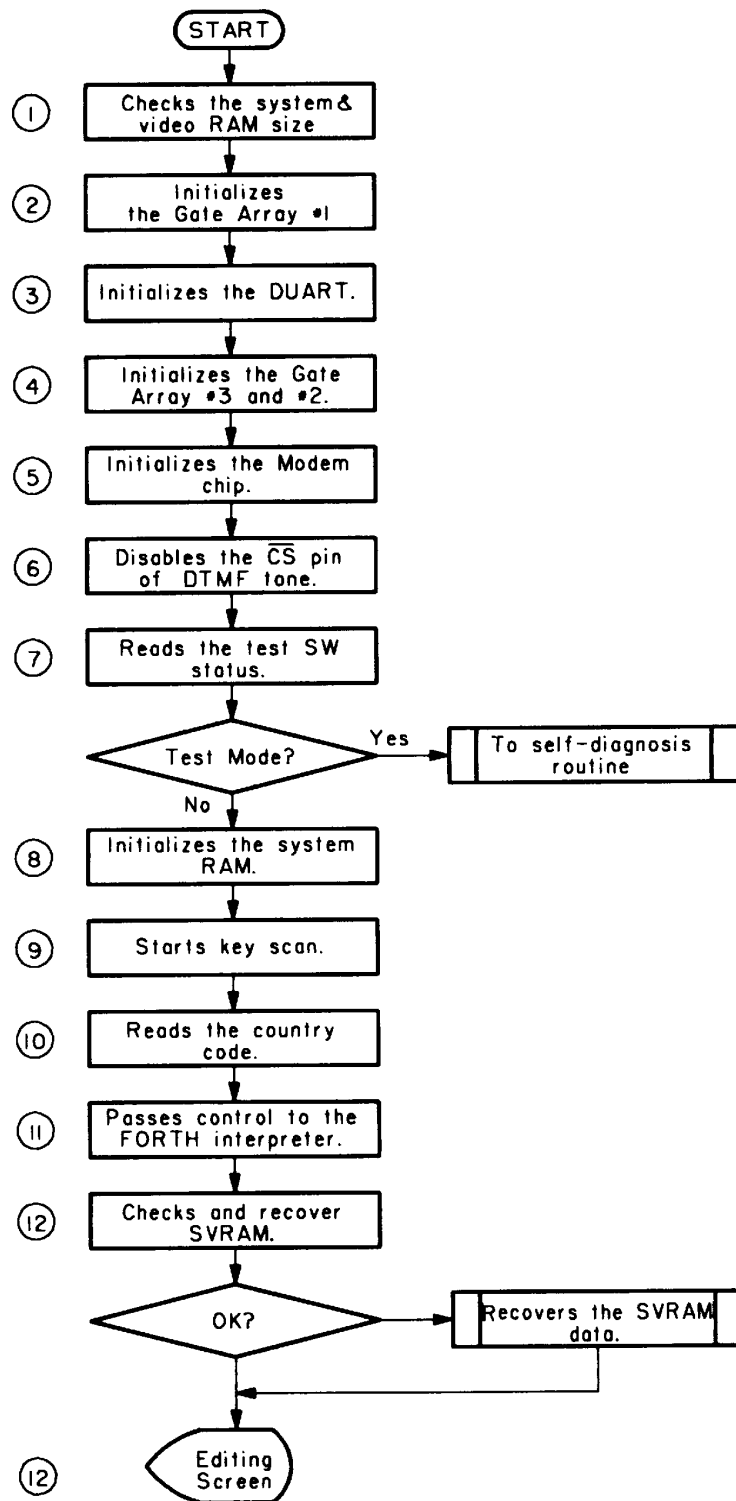 START
1
Checks the system &
video RAM size
2
Initializes
the Gate Array #1
3
Initializes the DUART.
4
Initializes the Gate
Array #3 and #2.
5
Initializes the Modem
chip.
6
Disables the C̅S̅ pin
of DTMF tone.
7
Reads the test SW
status.
Test Mode?
Yes
To self-diagnosis
routine
No
8
Initializes the system
RAM.
9
Starts key scan.
10
Reads the country
code.
11
Passes control to the
FORTH interpreter.
12
Checks and recover
SVRAM.
OK?
Recovers the SVRAM
data.
12
Editing
Screen